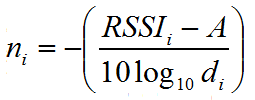 n_i = -\left( \frac{RSSI_i - A}{10 \log_{10} d_i} \right)